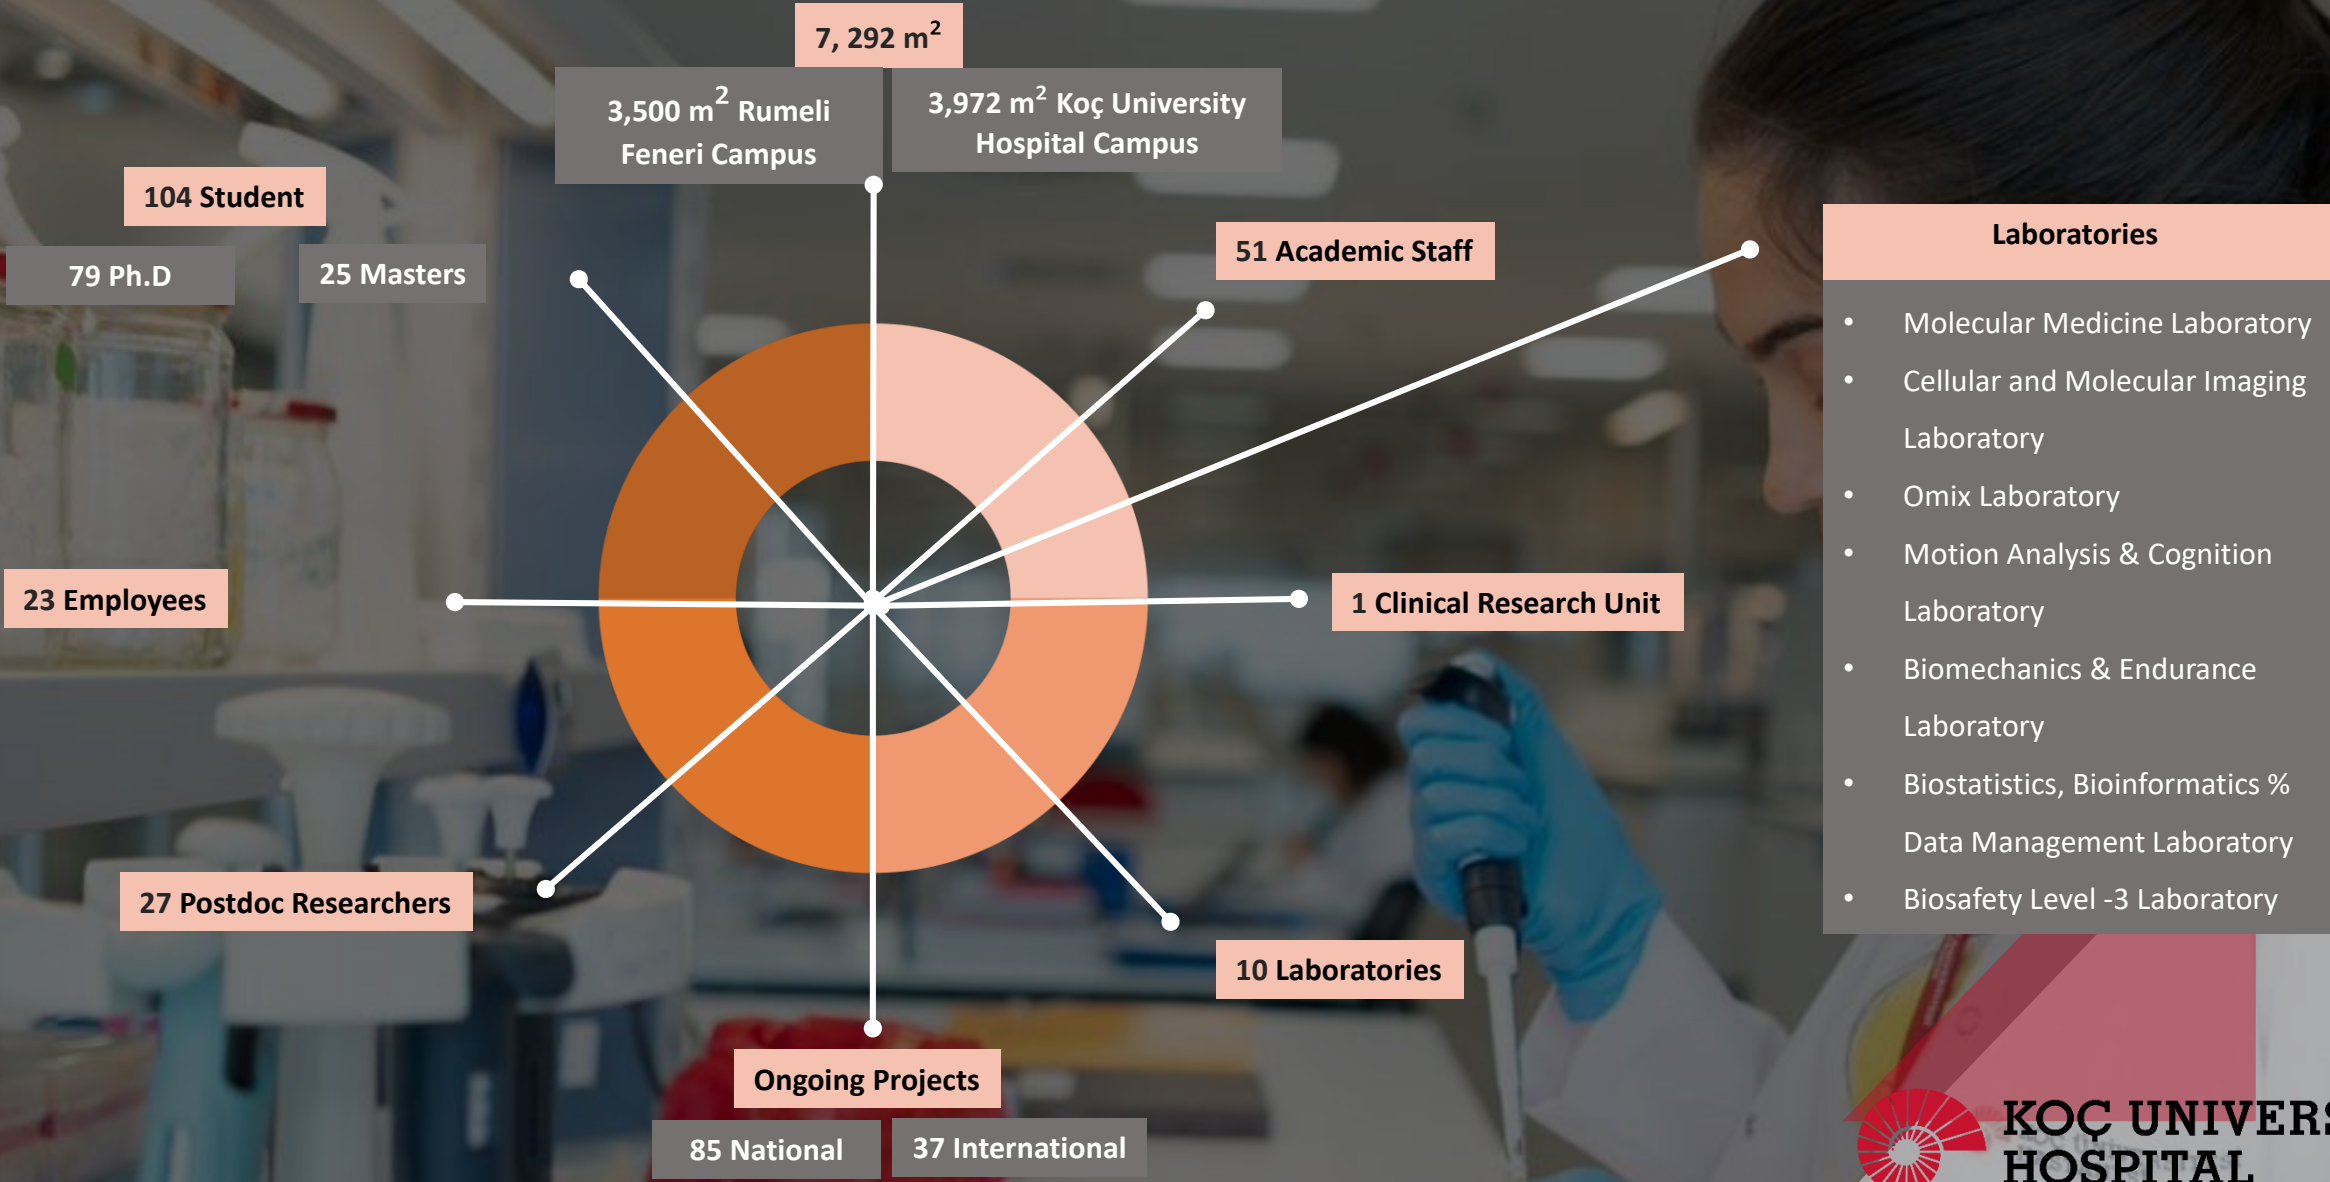 7, 292 m²
3,500 m² Rumeli
Feneri Campus
3,972 m² Koç University
Hospital Campus
104 Student
79 Ph.D
25 Masters
51 Academic Staff
23 Employees
1 Clinical Research Unit
27 Postdoc Researchers
10 Laboratories
Ongoing Projects
85 National
37 International
Laboratories
• Molecular Medicine Laboratory
• Cellular and Molecular Imaging
Laboratory
• Omix Laboratory
• Motion Analysis & Cognition
Laboratory
• Biomechanics & Endurance
Laboratory
• Biostatistics, Bioinformatics %
Data Management Laboratory
• Biosafety Level -3 Laboratory
KOÇ UNIVERS
HOSPITAL